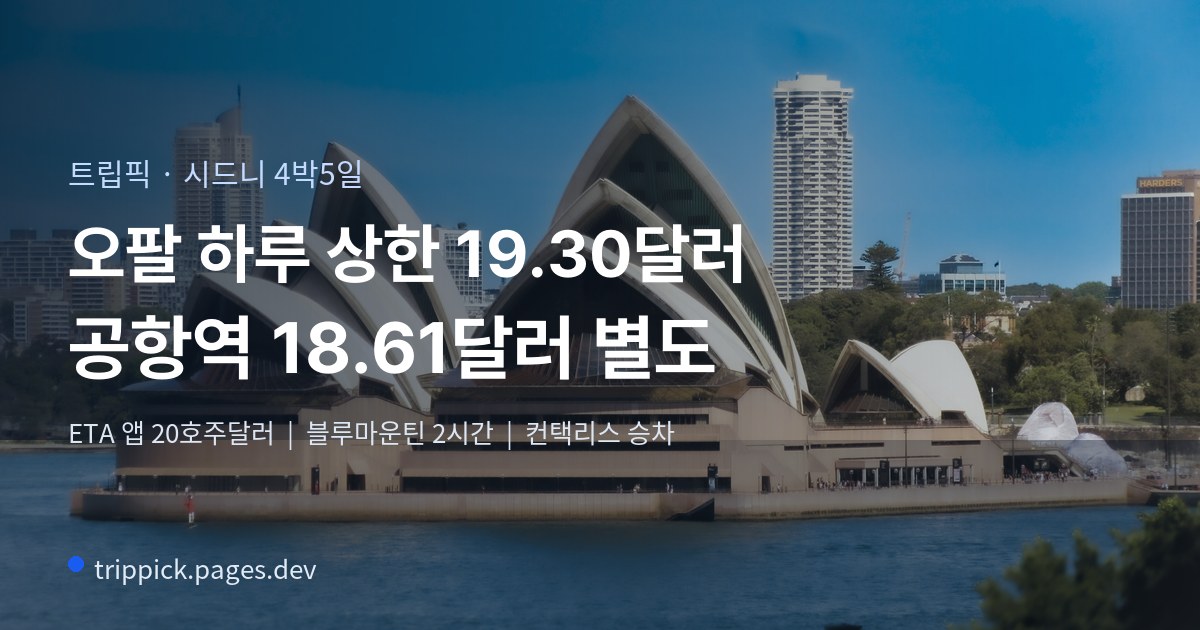 트립픽 · 시드니 4박5일
오팔 하루 상한 19.30달러
공항역 18.61달러 별도
ETA 앱 20호주달러 | 블루마운틴 2시간 | 컨택리스 승차
trippick.pages.dev
HARDERS